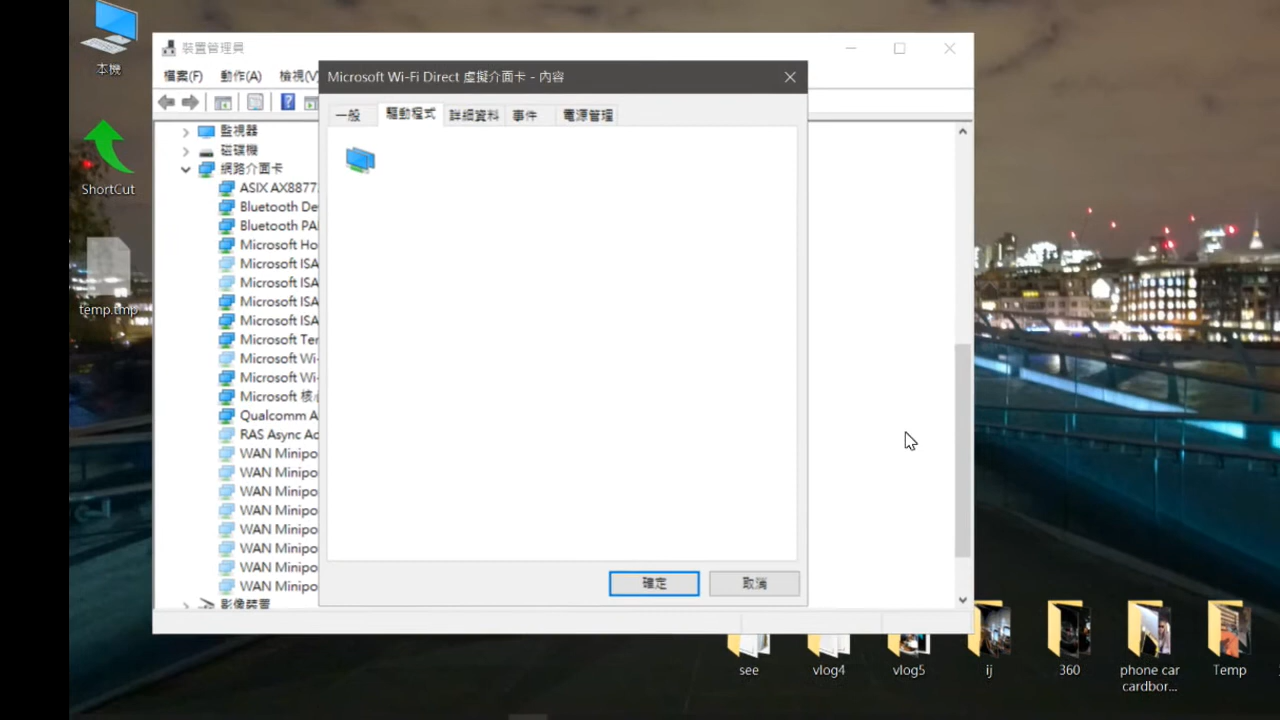 本機
ShortCut
temp.tmp
裝置管理員
檔案(F) 動作(A) 檢視(V)
監視器
磁碟機
網路介面卡
ASIX AX8877
Bluetooth De
Bluetooth PA
Microsoft Ho
Microsoft ISA
Microsoft ISA
Microsoft ISA
Microsoft ISA
Microsoft Ter
Microsoft Wi-
Microsoft Wi-
Microsoft 核心
Qualcomm A
RAS Async Ad
WAN Minipo
WAN Minipo
WAN Minipo
WAN Minipo
WAN Minipo
WAN Minipo
WAN Minipo
WAN Minipo
影像裝置
Microsoft Wi-Fi Direct 虛擬介面卡 - 內容
一般 驅動程式 詳細資料 事件 電源管理
確定 取消
see vlog4 vlog5 ij 360 phone car cardbor... Temp